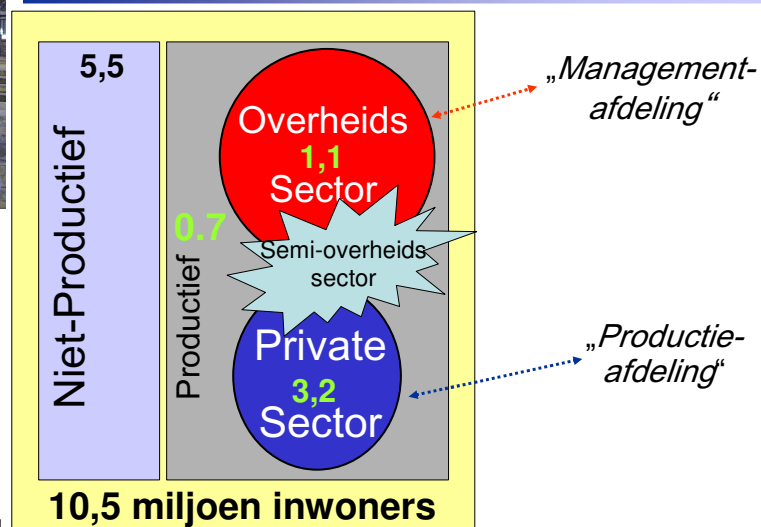 5,5
Niet-Productief
0.7
Productief
Overheids
1,1
Sector
Semi-overheids
sector
Private
3,2
Sector
10,5 miljoen inwoners
„Management-
afdeling“
„Productie-
afdeling“